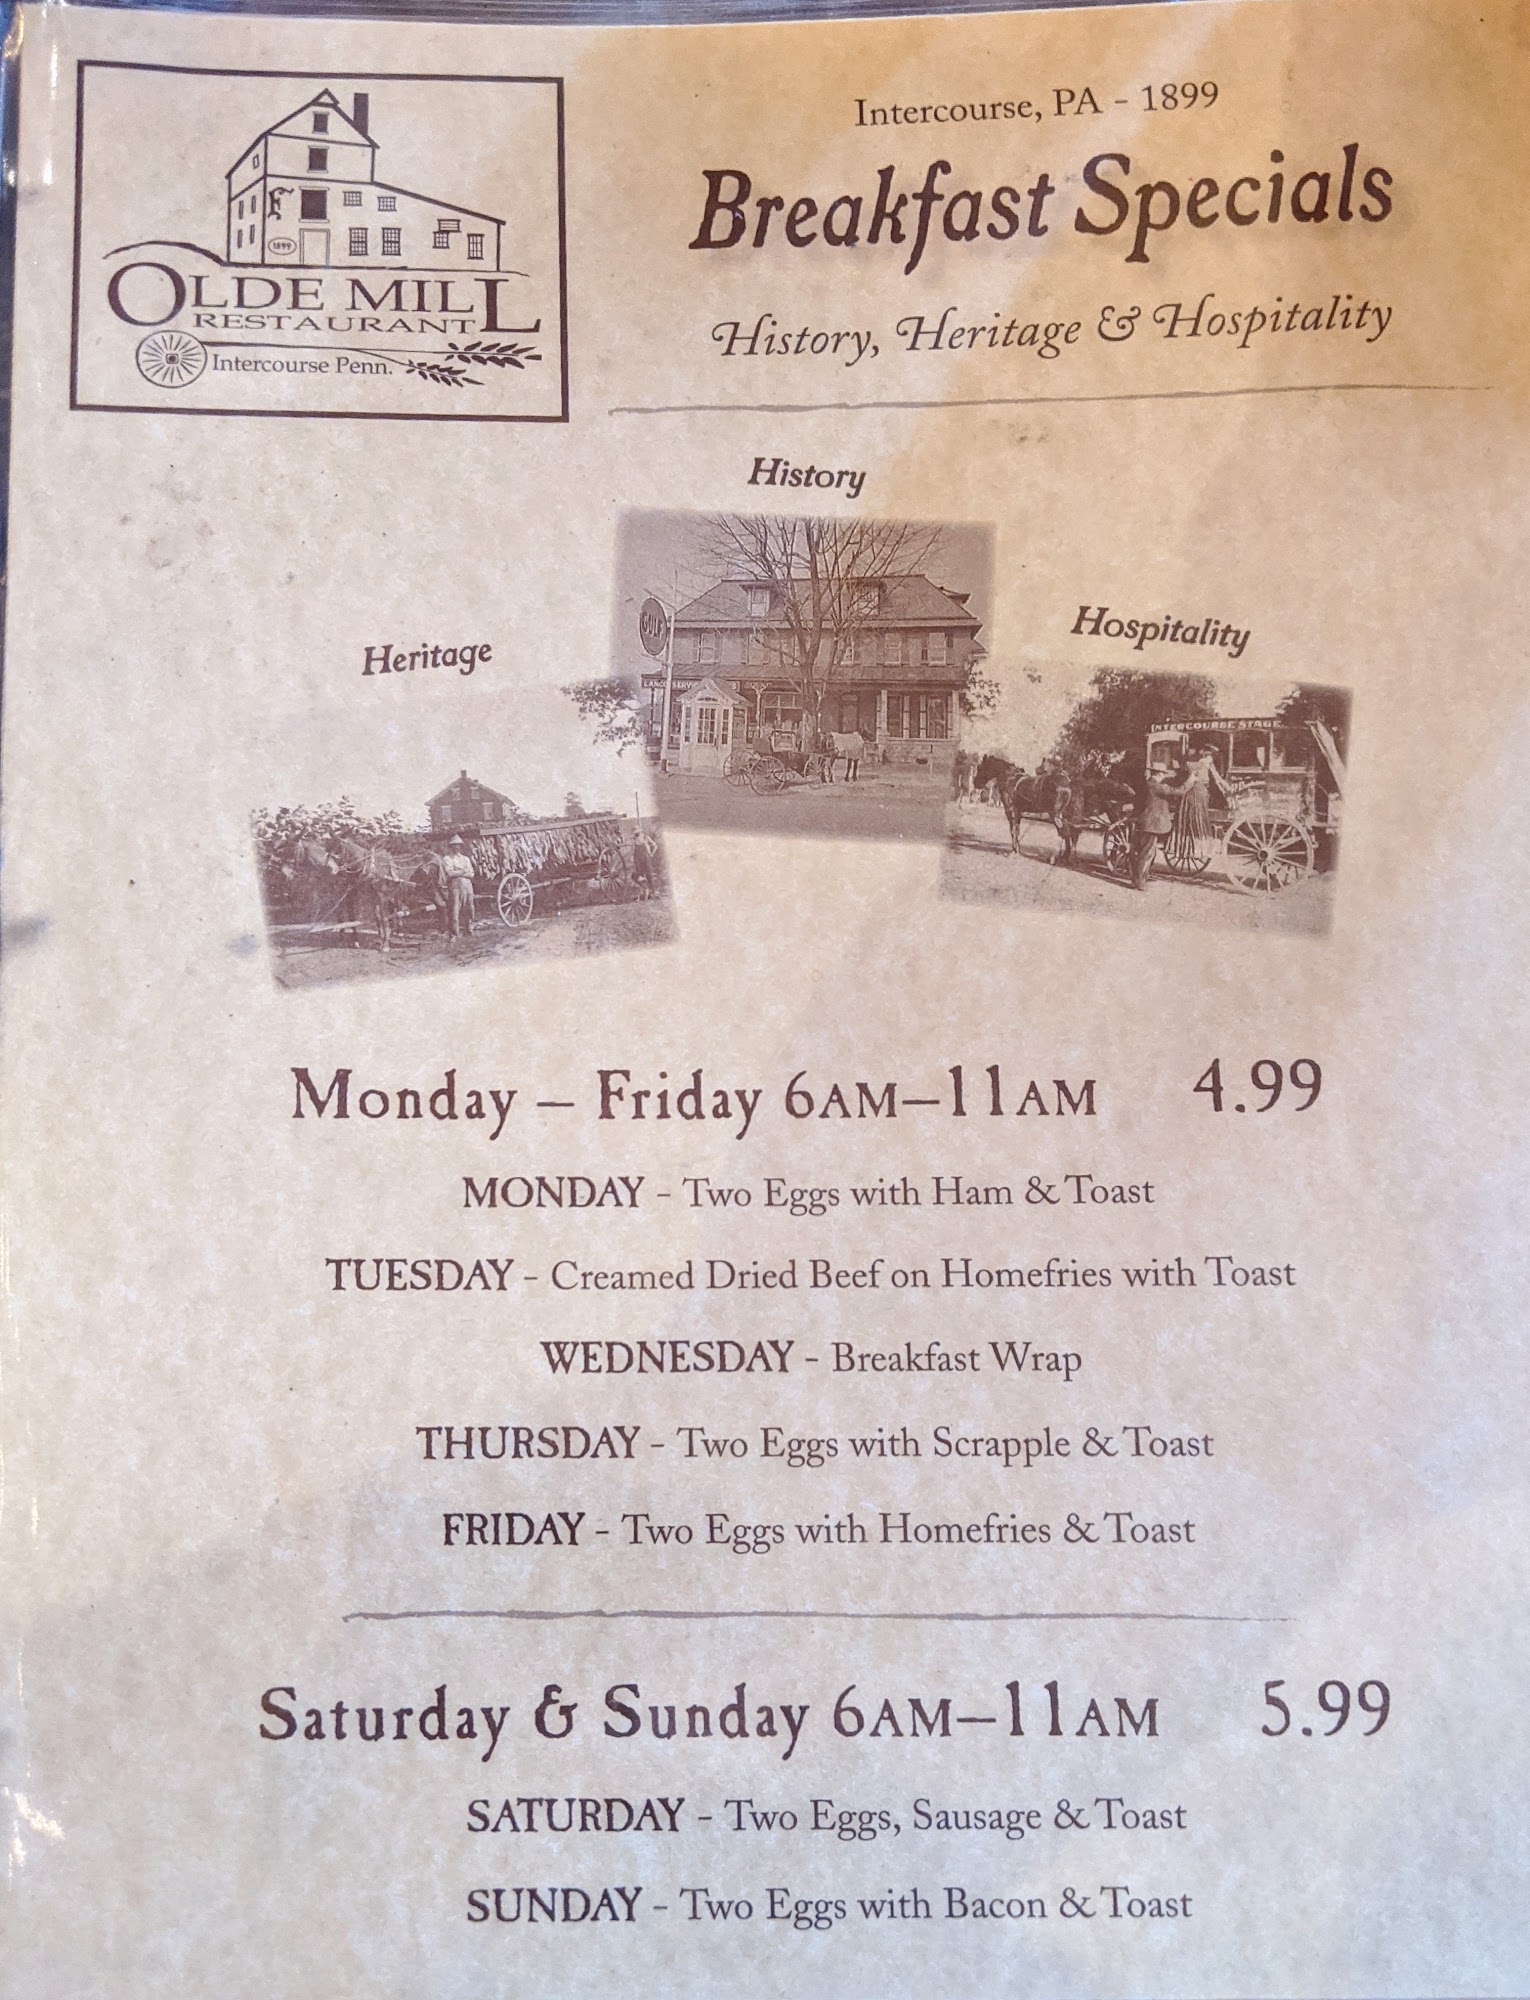 Intercourse, PA - 1899
Breakfast Specials
History, Heritage & Hospitality
F
1899
OLDE MILL
RESTAURANT
Intercourse Penn.
History
GULF
Heritage
Hospitality
INTERCOURSE STAGE
Monday – Friday 6AM–11AM 4.99
MONDAY - Two Eggs with Ham & Toast
TUESDAY - Creamed Dried Beef on Homefries with Toast
WEDNESDAY - Breakfast Wrap
THURSDAY - Two Eggs with Scrapple & Toast
FRIDAY - Two Eggs with Homefries & Toast
Saturday & Sunday 6AM–11AM 5.99
SATURDAY - Two Eggs, Sausage & Toast
SUNDAY - Two Eggs with Bacon & Toast